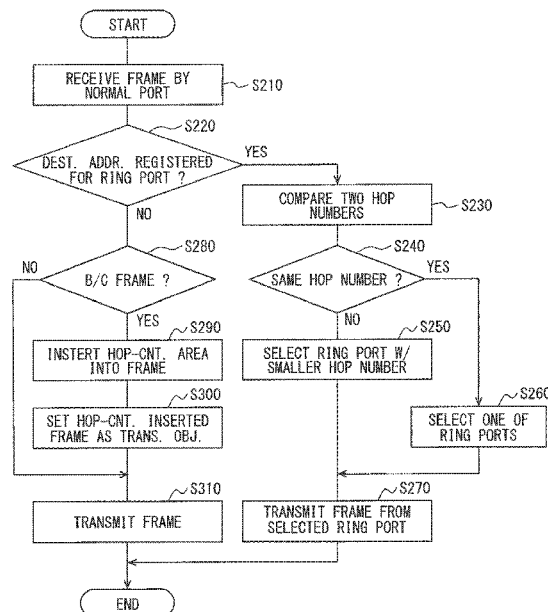 START
RECEIVE FRAME BY
NORMAL PORT
S210
S220
DEST. ADDR. REGISTERED
FOR RING PORT ?
YES
NO
COMPARE TWO HOP
NUMBERS
S230
S280
B/C FRAME ?
NO
YES
S240
SAME HOP NUMBER ?
YES
NO
S290
INSTERT HOP-CNT. AREA
INTO FRAME
S250
SELECT RING PORT W/
SMALLER HOP NUMBER
S300
SET HOP-CNT. INSERTED
FRAME AS TRANS. OBJ.
S260
SELECT ONE OF
RING PORTS
S310
TRANSMIT FRAME
S270
TRANSMIT FRAME FROM
SELECTED RING PORT
END